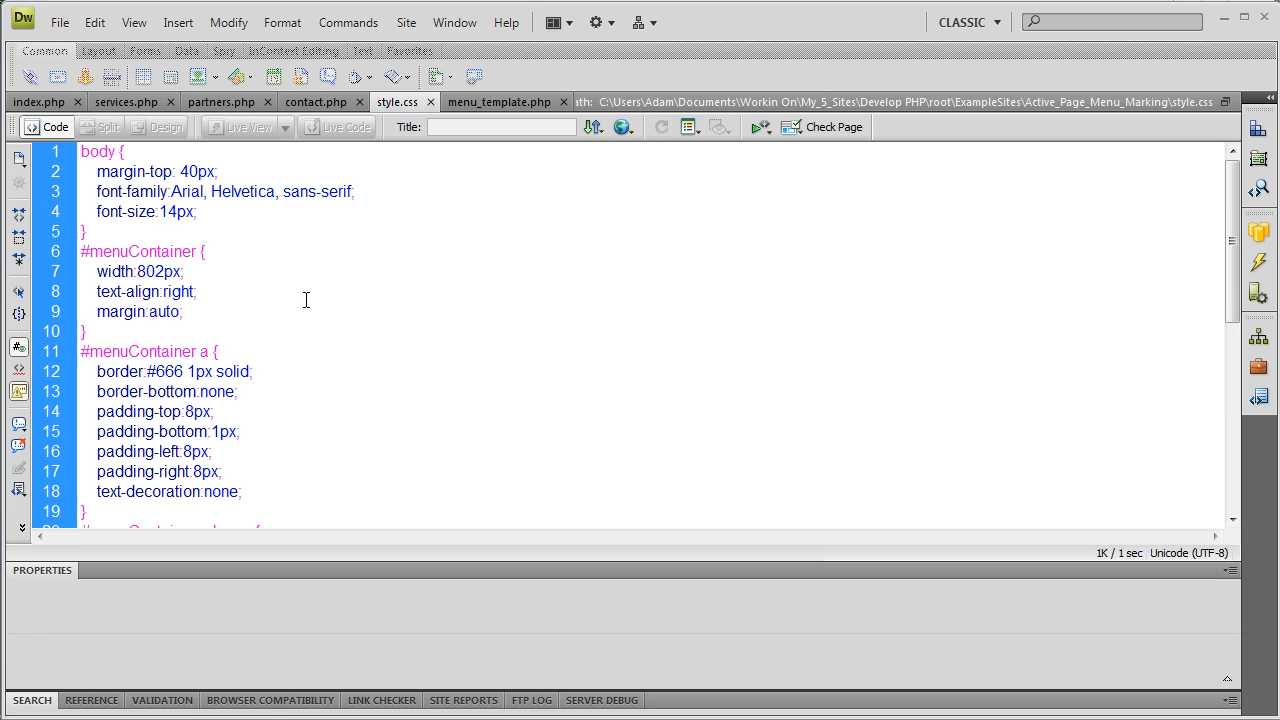 Dw File Edit View Insert Modify Format Commands Site Window Help CLASSIC
Common Layout Forms Data Spry InContext Editing Text Favorites
index.php services.php partners.php contact.php style.css menu_template.php ath: C:\Users\Adam\Documents\Workin On\My_5_Sites\Develop PHP\root\ExampleSites\Active_Page_Menu_Marking\style.css
Code Split Design Live View Live Code Title: Check Page
1 body {
2 margin-top: 40px;
3 font-family:Arial, Helvetica, sans-serif;
4 font-size:14px;
5 }
6 #menuContainer {
7 width:802px;
8 text-align:right;
9 margin:auto;
10 }
11 #menuContainer a {
12 border:#666 1px solid;
13 border-bottom:none;
14 padding-top:8px;
15 padding-bottom:1px;
16 padding-left:8px;
17 padding-right:8px;
18 text-decoration:none;
19 }
1K / 1 sec Unicode (UTF-8)
PROPERTIES
SEARCH REFERENCE VALIDATION BROWSER COMPATIBILITY LINK CHECKER SITE REPORTS FTP LOG SERVER DEBUG